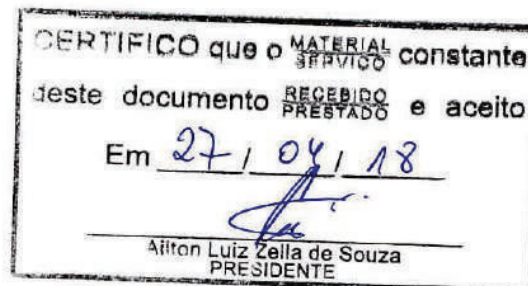 CERTIFICO que o MATERIAL SERVIÇO constante
deste documento RECEBIDO PRESTADO e aceito
Em 27 / 04 / 18
Ailton Luiz Zella de Souza
PRESIDENTE